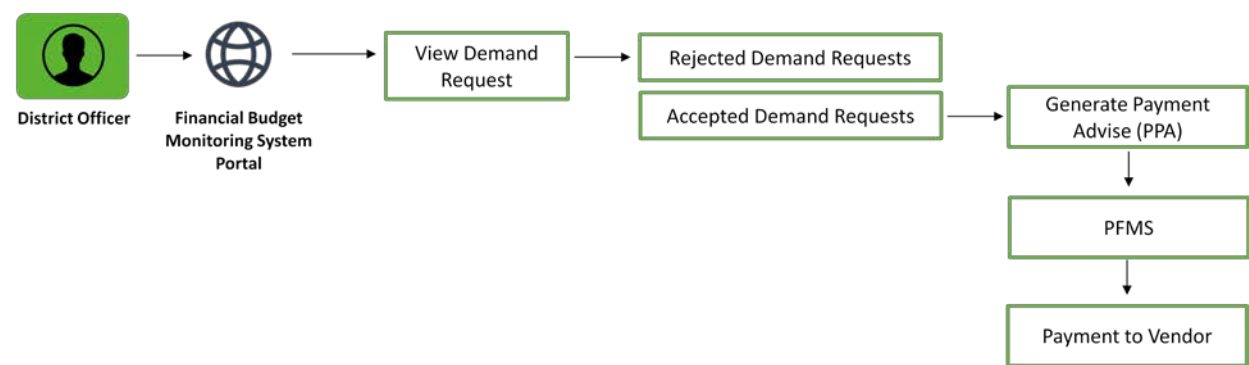 District Officer
Financial Budget
Monitoring System
Portal
View Demand
Request
Rejected Demand Requests
Accepted Demand Requests
Generate Payment
Advise (PPA)
PFMS
Payment to Vendor